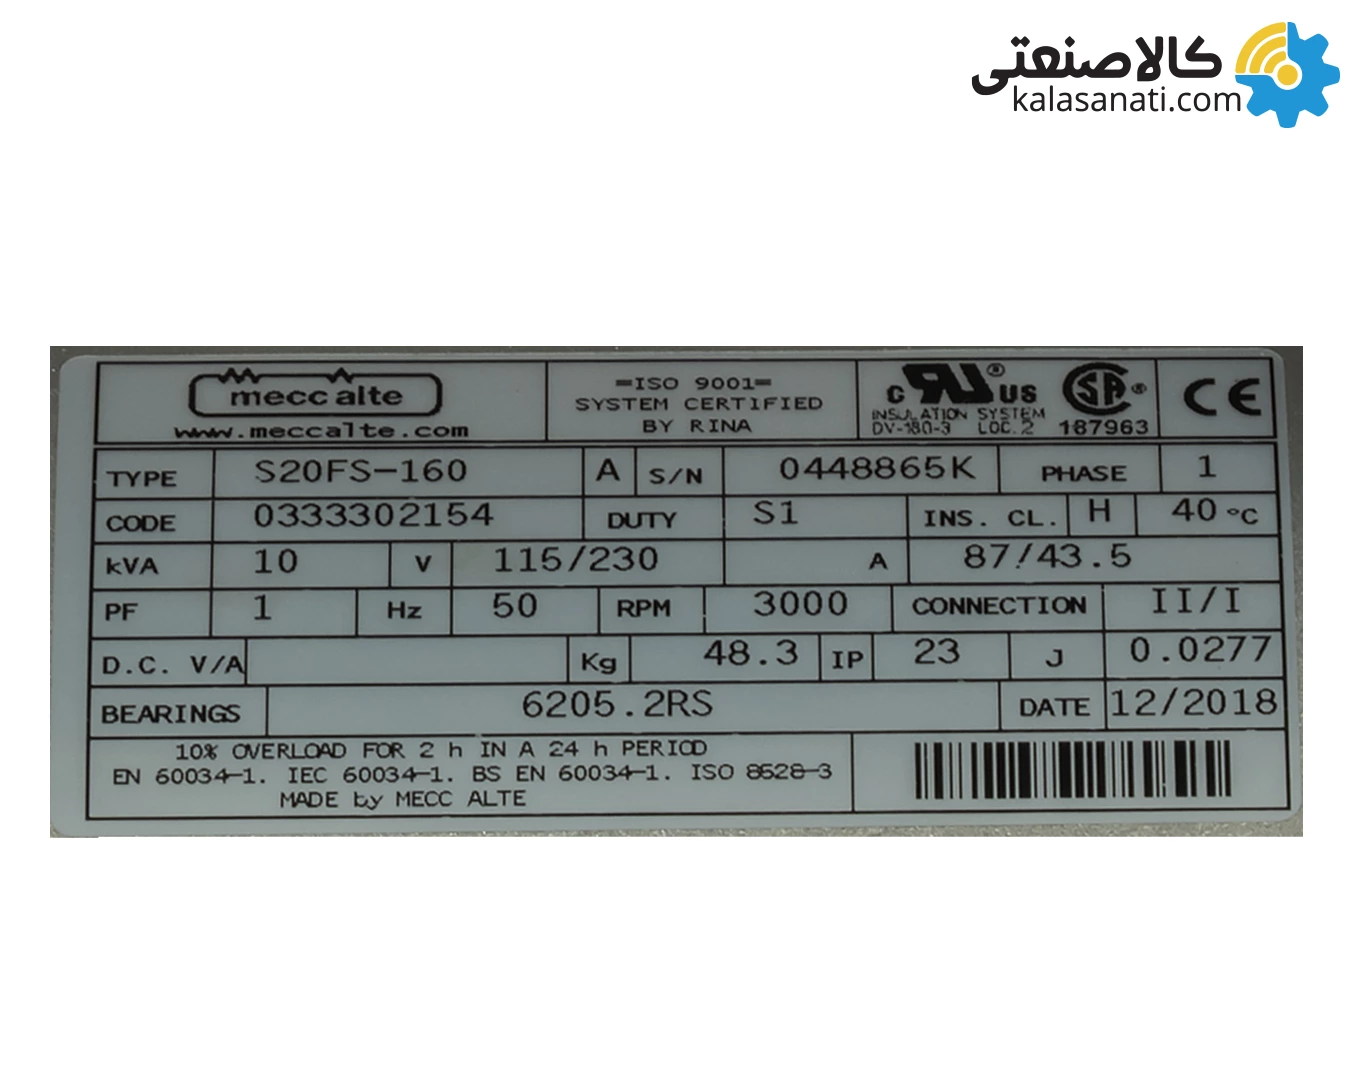 کالاصنعتی
kalasanati.com
mecc alte
www.meccalte.com
=ISO 9001=
SYSTEM CERTIFIED
BY RINA
C UL US ®
INSULATION SYSTEM
DV-180-3 LOC. 2
SA ®
187963
CE
TYPE S20FS-160 A S/N 0448865K PHASE 1
CODE 0333302154 DUTY S1 INS. CL. H 40 °C
kVA 10 V 115/230 A 87/43.5
PF 1 Hz 50 RPM 3000 CONNECTION II/I
D.C. V/A Kg 48.3 IP 23 J 0.0277
BEARINGS 6205.2RS DATE 12/2018
10% OVERLOAD FOR 2 h IN A 24 h PERIOD
EN 60034-1. IEC 60034-1. BS EN 60034-1. ISO 8528-3
MADE by MECC ALTE